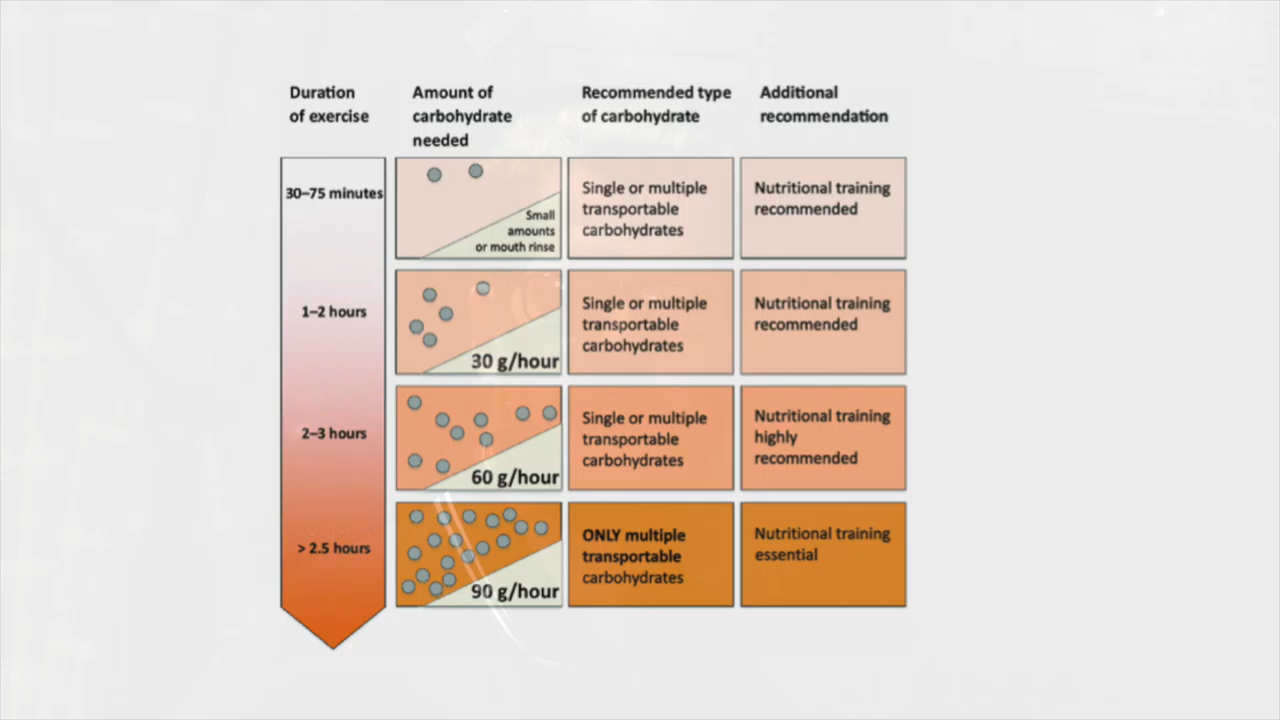 Duration
of exercise
Amount of
carbohydrate
needed
Recommended type
of carbohydrate
Additional
recommendation
30–75 minutes
Small
amounts
or mouth rinse
Single or multiple
transportable
carbohydrates
Nutritional training
recommended
1–2 hours
30 g/hour
Single or multiple
transportable
carbohydrates
Nutritional training
recommended
2–3 hours
60 g/hour
Single or multiple
transportable
carbohydrates
Nutritional training
highly
recommended
> 2.5 hours
90 g/hour
ONLY multiple
transportable
carbohydrates
Nutritional training
essential